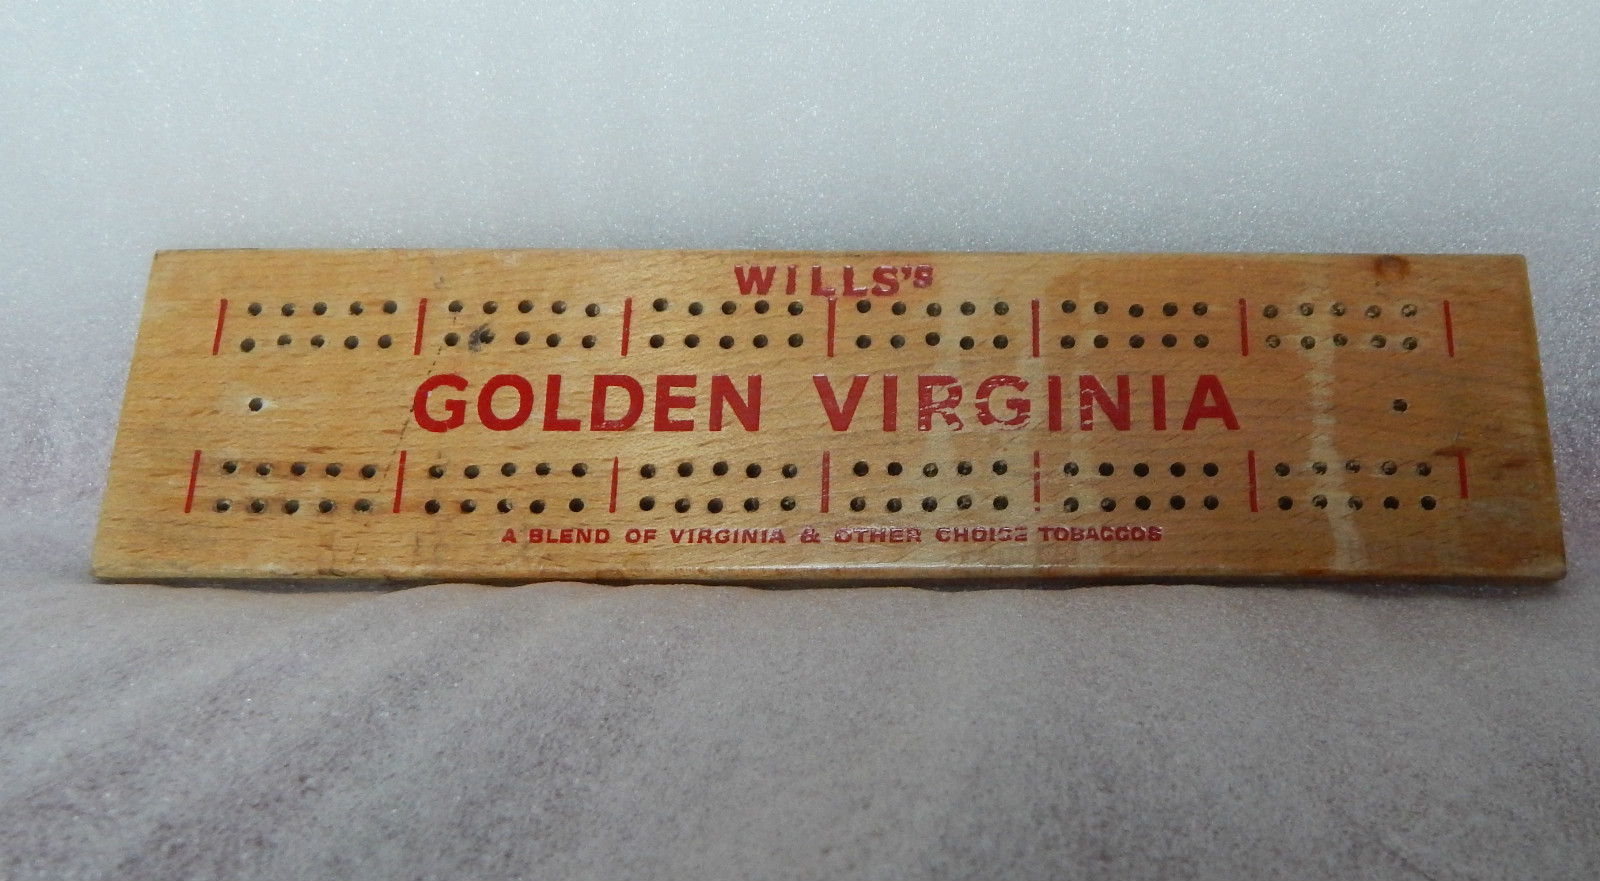 WILLS'S
GOLDEN VIRGINIA
A BLEND OF VIRGINIA & OTHER CHOICE TOBACCOS